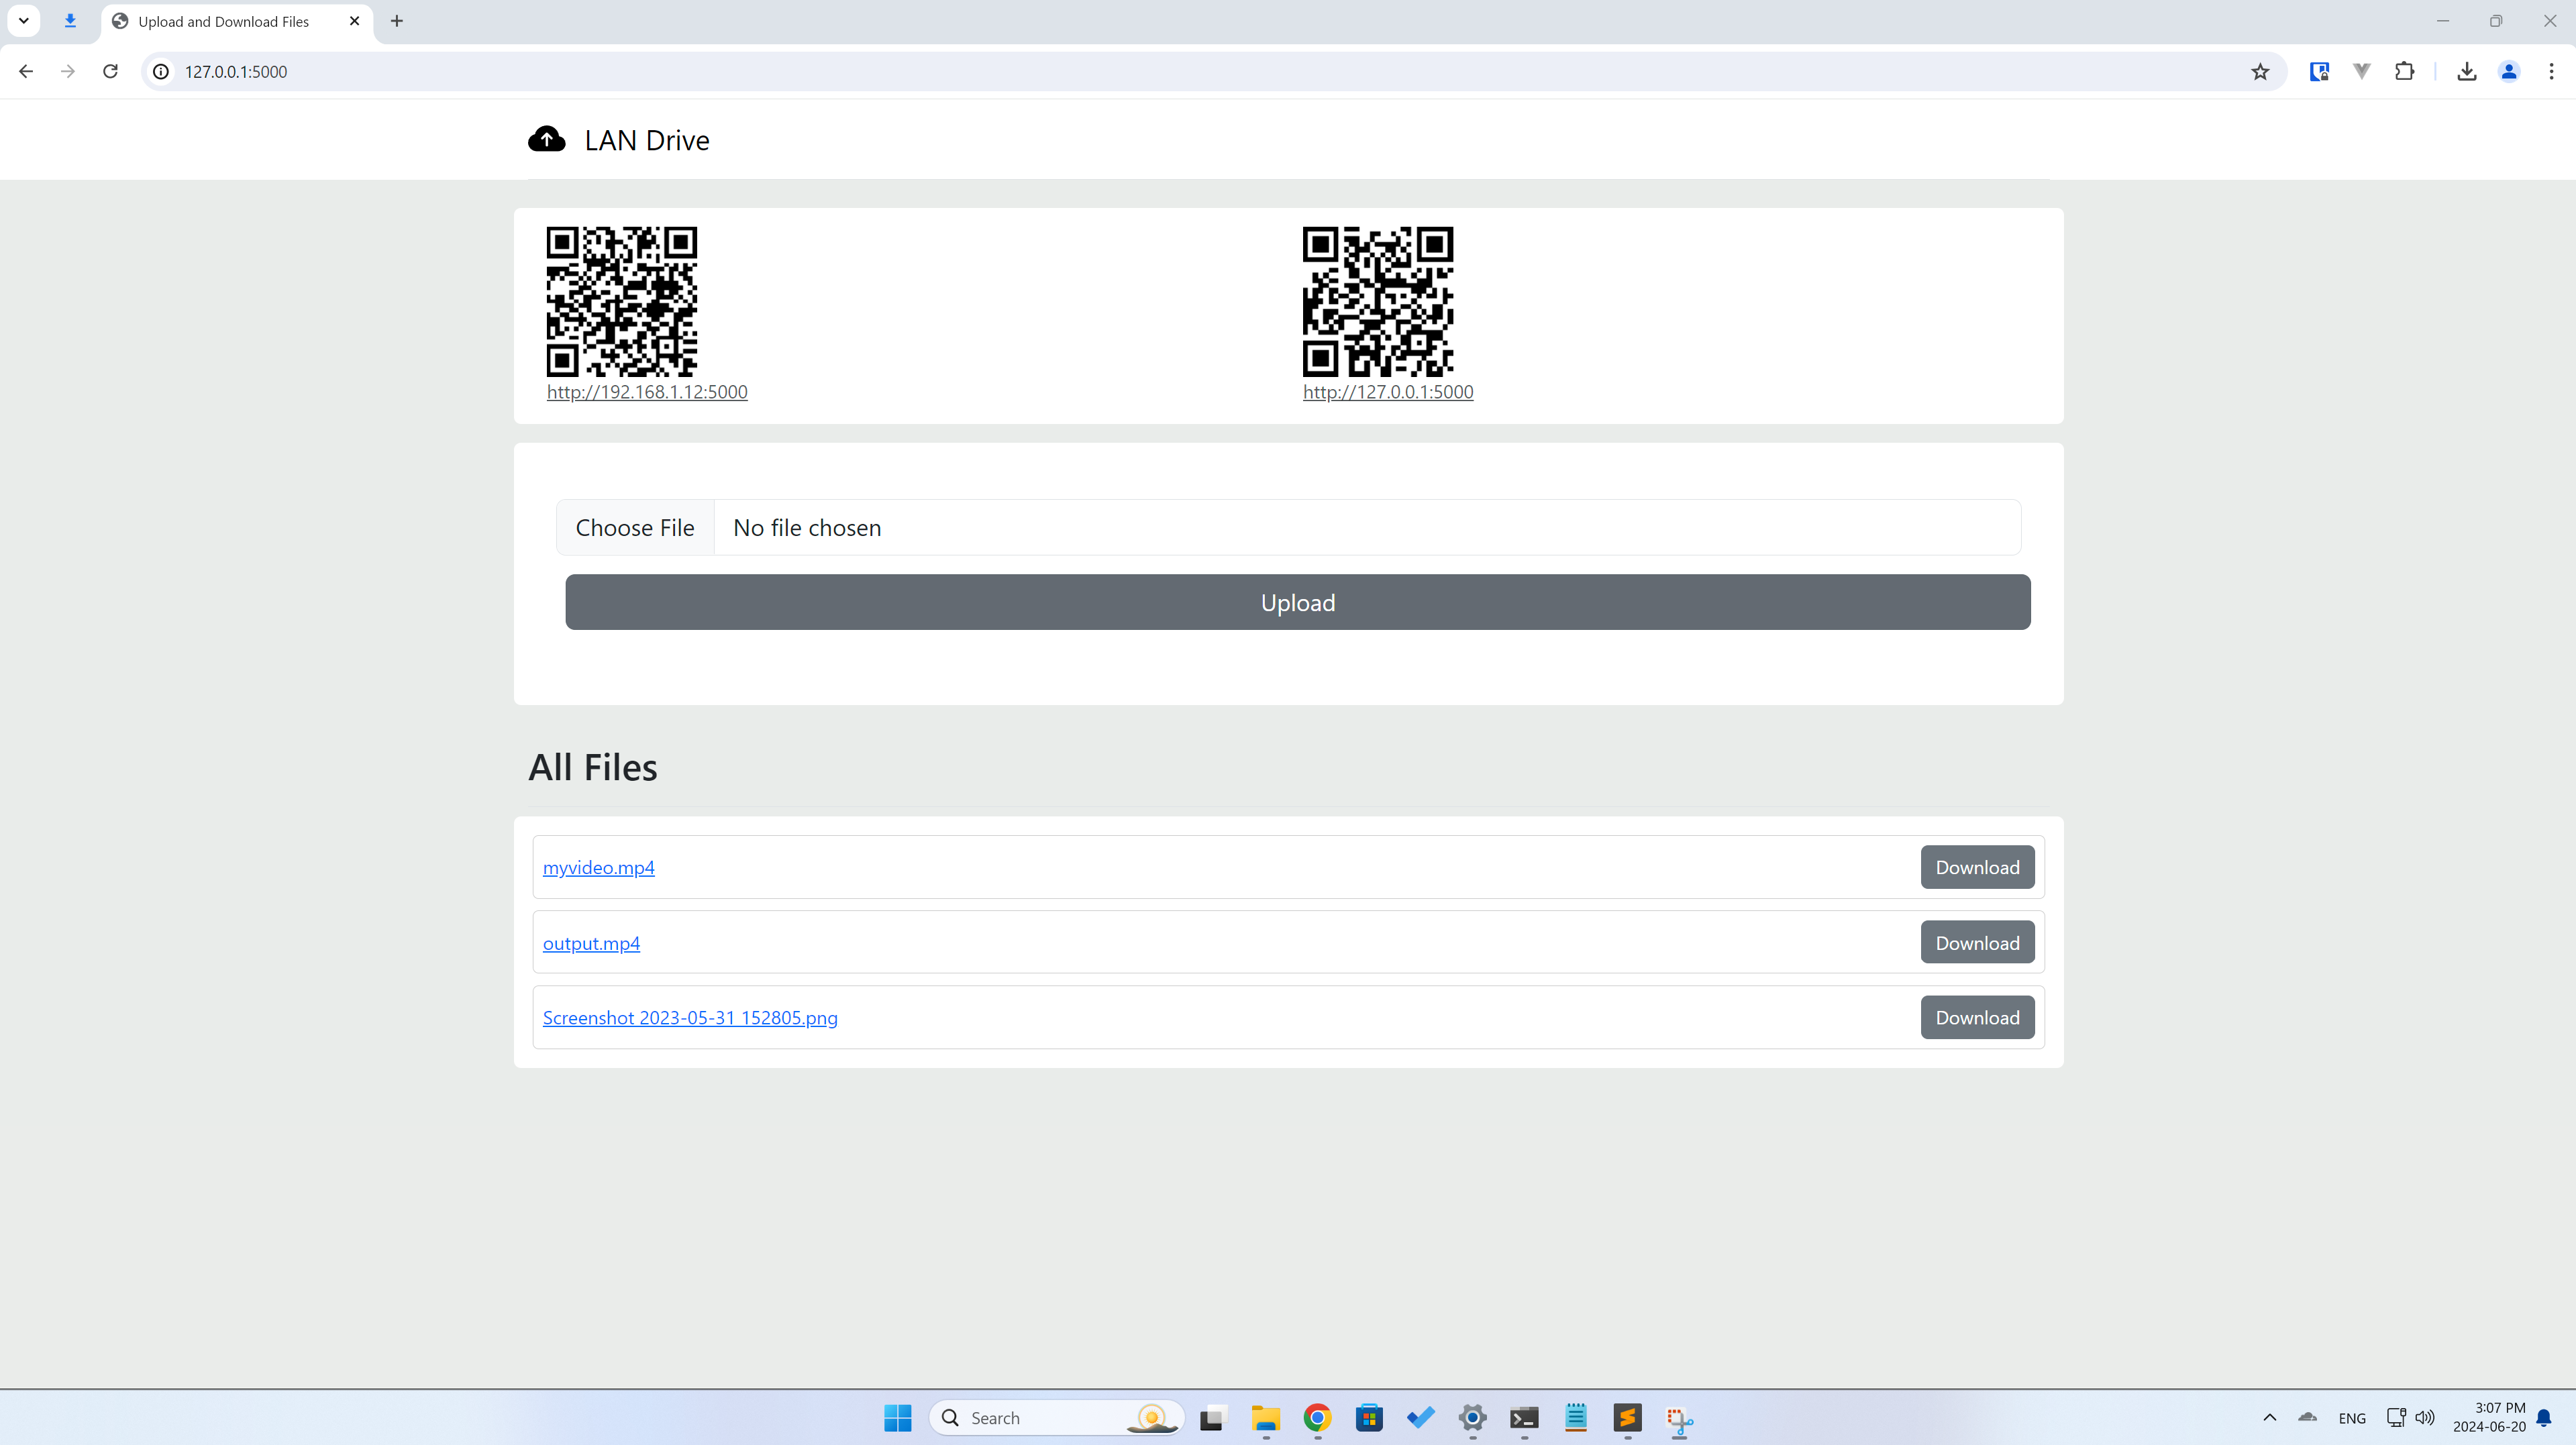 Upload and Download Files
127.0.0.1:5000
LAN Drive
http://192.168.1.12:5000
http://127.0.0.1:5000
Choose File No file chosen
Upload
All Files
myvideo.mp4 Download
output.mp4 Download
Screenshot 2023-05-31 152805.png Download
Search
ENG
3:07 PM
2024-06-20